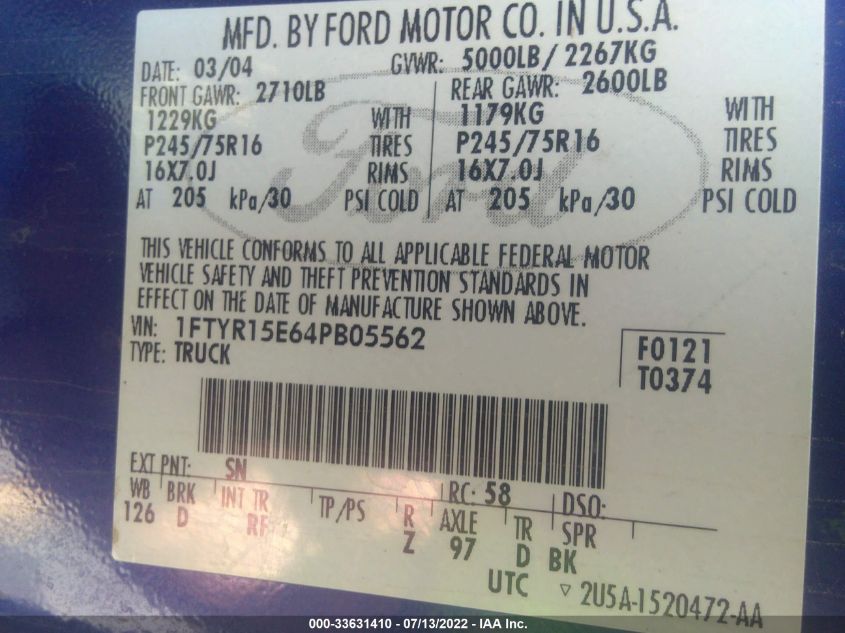 MFD. BY FORD MOTOR CO. IN U.S.A.
DATE: 03/04 GVWR: 5000LB/ 2267KG
FRONT GAWR: 2710LB REAR GAWR: 2600LB
1229KG WITH 1179KG WITH
P245/75R16 TIRES P245/75R16 TIRES
16X7.0J RIMS 16X7.0J RIMS
AT 205 kPa/30 PSI COLD AT 205 kPa/30 PSI COLD
Ford
THIS VEHICLE CONFORMS TO ALL APPLICABLE FEDERAL MOTOR
VEHICLE SAFETY AND THEFT PREVENTION STANDARDS IN
EFFECT ON THE DATE OF MANUFACTURE SHOWN ABOVE.
VIN: 1FTYR15E64PB05562
TYPE: TRUCK
F0121
T0374
EXT PNT: SN RC: 58 DSO:
WB BRK INT TR TP/PS R AXLE TR SPR
126 D RF Z 97 D BK
UTC ▽ 2U5A-1520472-AA
000-33631410 - 07/13/2022 - IAA Inc.